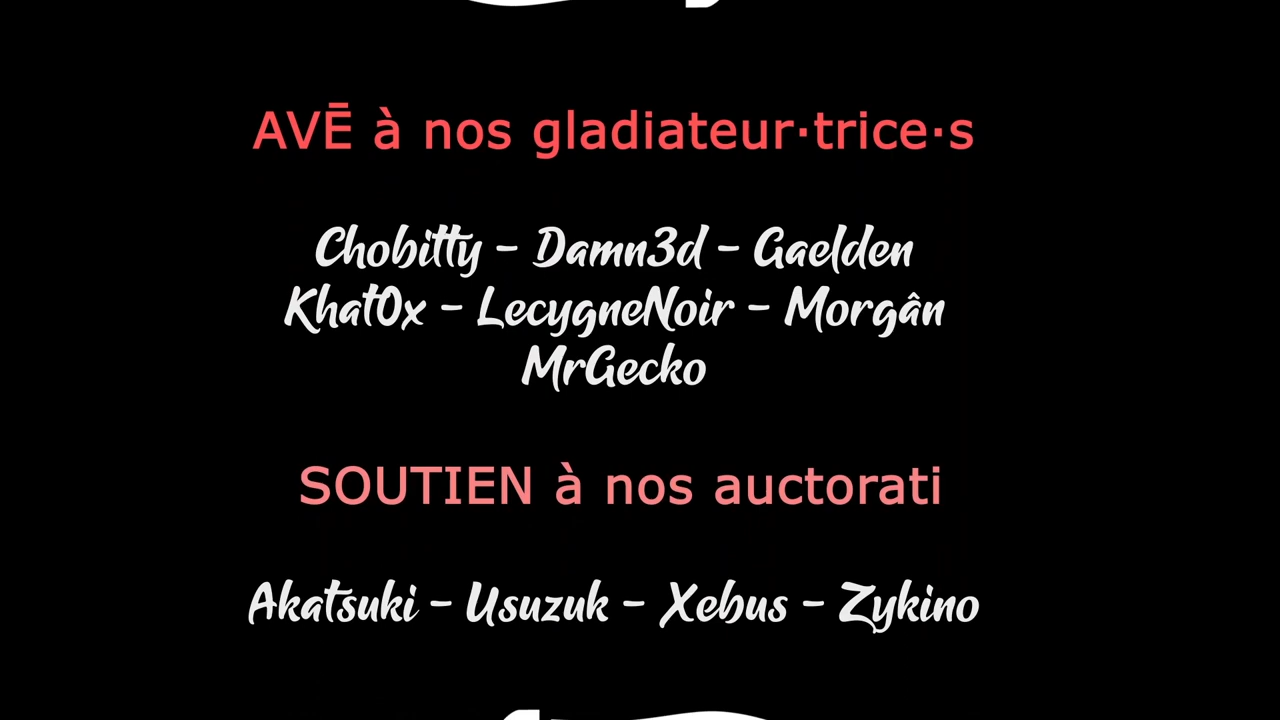 AVĒ à nos gladiateur·trice·s
Chobitty - Damn3d - Gaelden
Khat0x - LecygneNoir - Morgân
MrGecko
SOUTIEN à nos auctorati
Akatsuki - Usuzuk - Xebus - Zykino